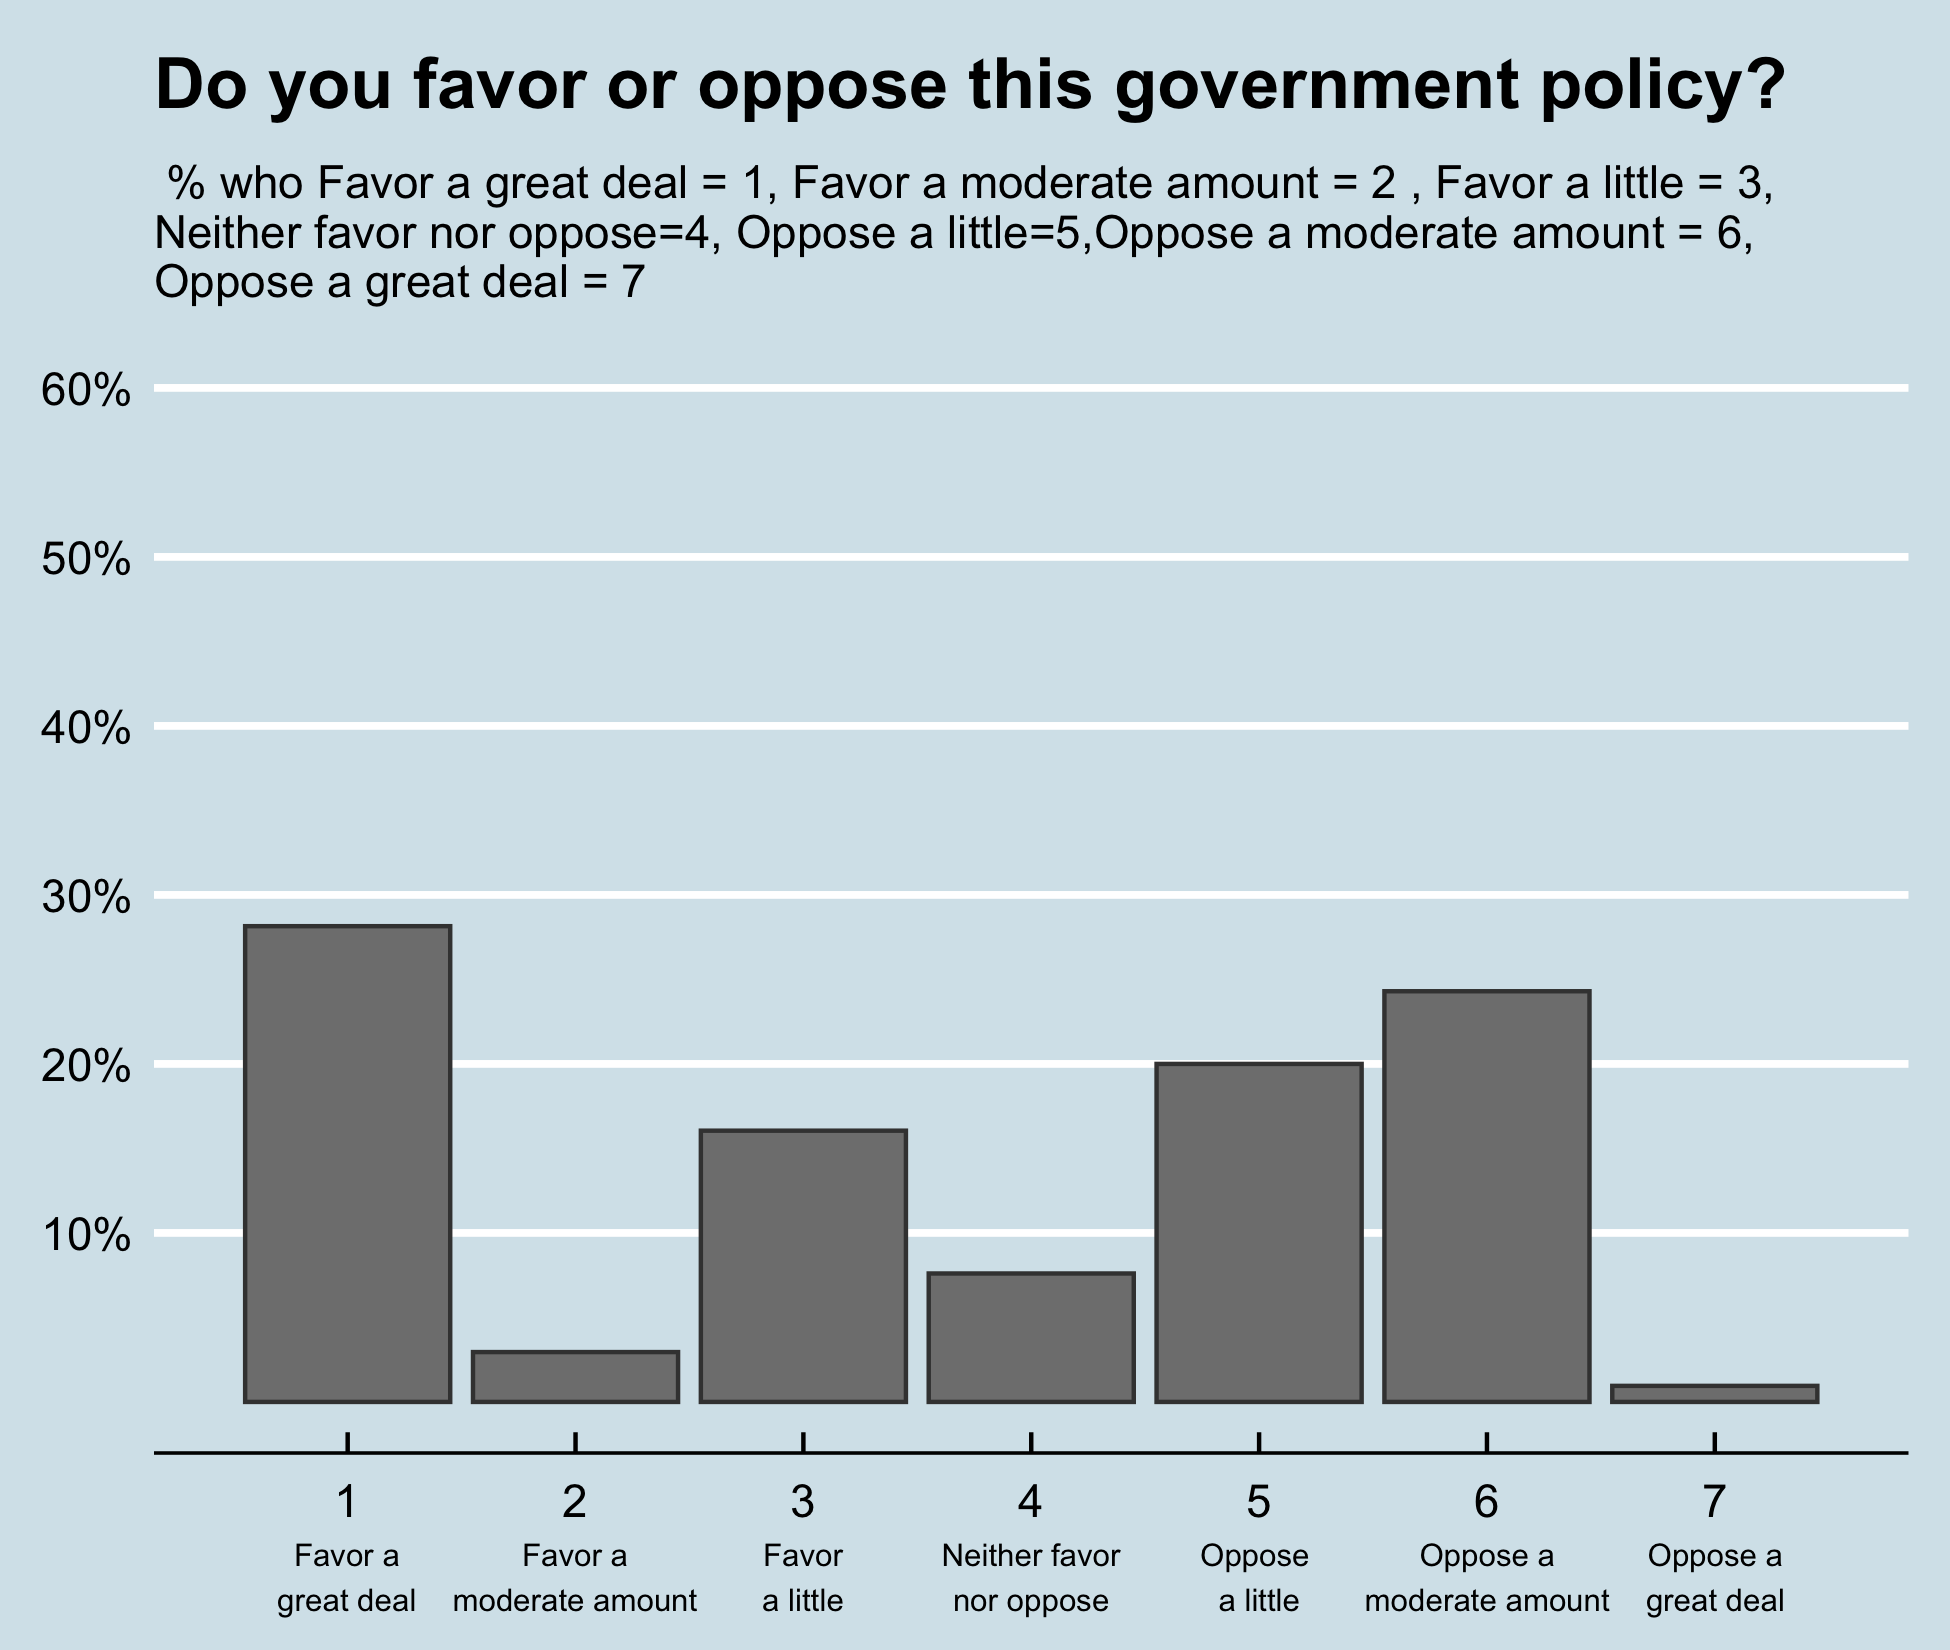 Do you favor or oppose this government policy?
% who Favor a great deal = 1, Favor a moderate amount = 2 , Favor a little = 3,
Neither favor nor oppose=4, Oppose a little=5,Oppose a moderate amount = 6,
Oppose a great deal = 7
60%
50%
40%
30%
20%
10%
1 2 3 4 5 6 7
Favor a Favor a Favor Neither favor Oppose Oppose a Oppose a
great deal moderate amount a little nor oppose a little moderate amount great deal